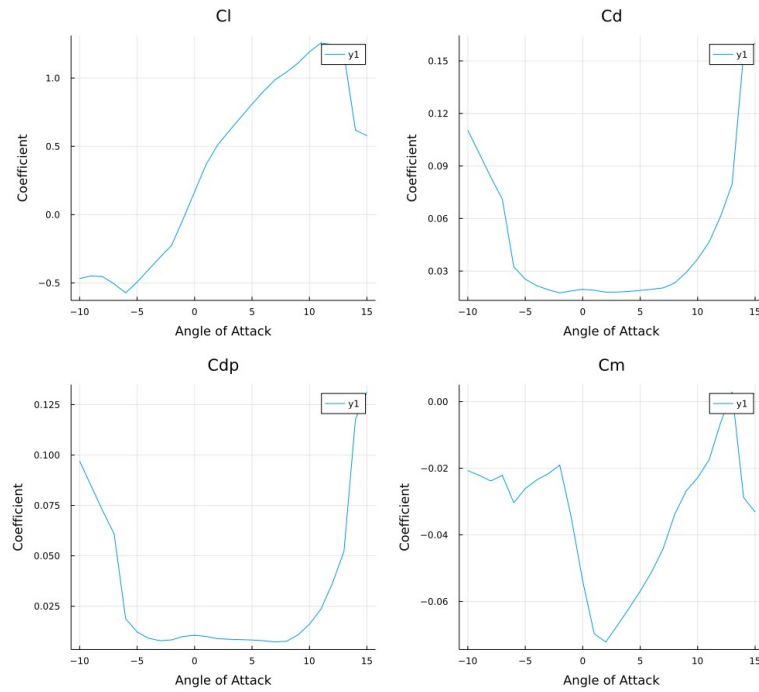 Cl
y1
1.0
0.5
0.0
−0.5
Coefficient
−10 −5 0 5 10 15
Angle of Attack
Cd
y1
0.15
0.12
0.09
0.06
0.03
Coefficient
−10 −5 0 5 10 15
Angle of Attack
Cdp
y1
0.125
0.100
0.075
0.050
0.025
Coefficient
−10 −5 0 5 10 15
Angle of Attack
Cm
y1
0.00
−0.02
−0.04
−0.06
Coefficient
−10 −5 0 5 10 15
Angle of Attack